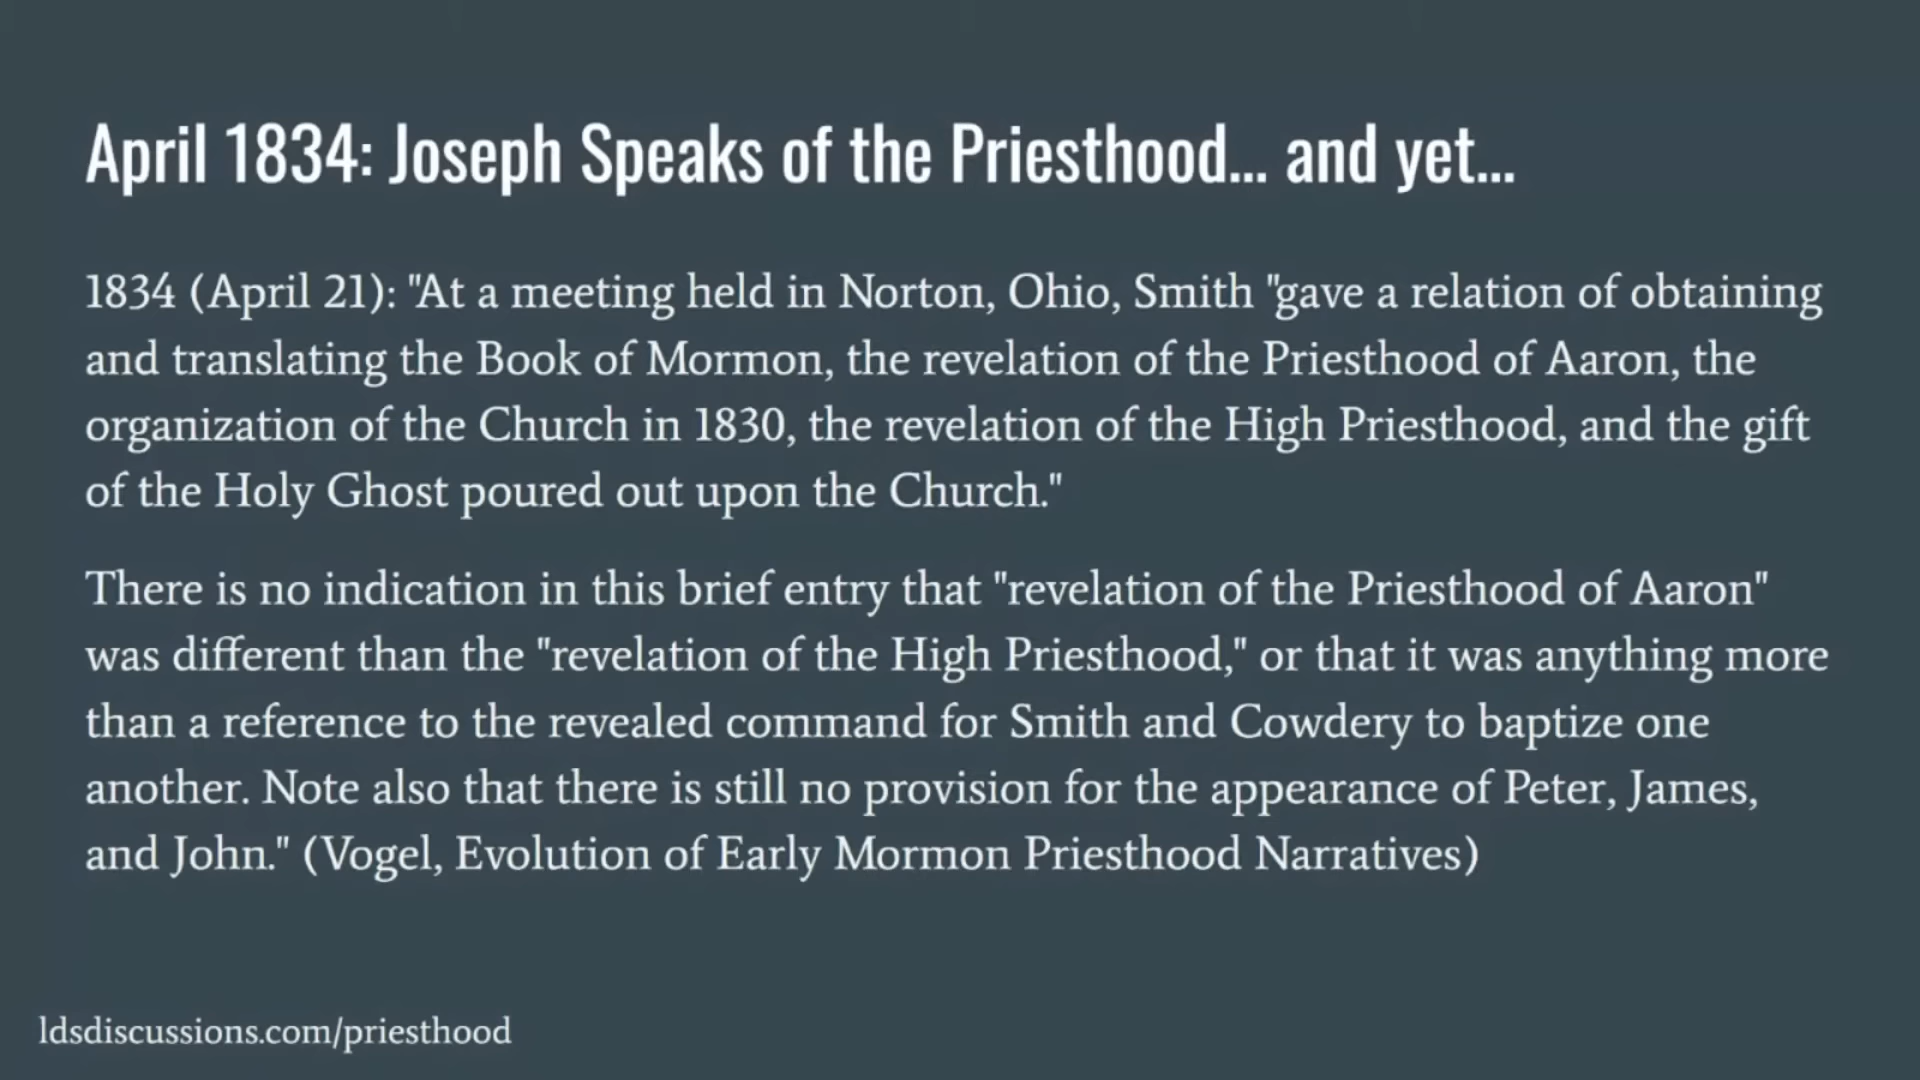 April 1834: Joseph Speaks of the Priesthood... and yet...
1834 (April 21): "At a meeting held in Norton, Ohio, Smith "gave a relation of obtaining
and translating the Book of Mormon, the revelation of the Priesthood of Aaron, the
organization of the Church in 1830, the revelation of the High Priesthood, and the gift
of the Holy Ghost poured out upon the Church."
There is no indication in this brief entry that "revelation of the Priesthood of Aaron"
was different than the "revelation of the High Priesthood," or that it was anything more
than a reference to the revealed command for Smith and Cowdery to baptize one
another. Note also that there is still no provision for the appearance of Peter, James,
and John." (Vogel, Evolution of Early Mormon Priesthood Narratives)
ldsdiscussions.com/priesthood